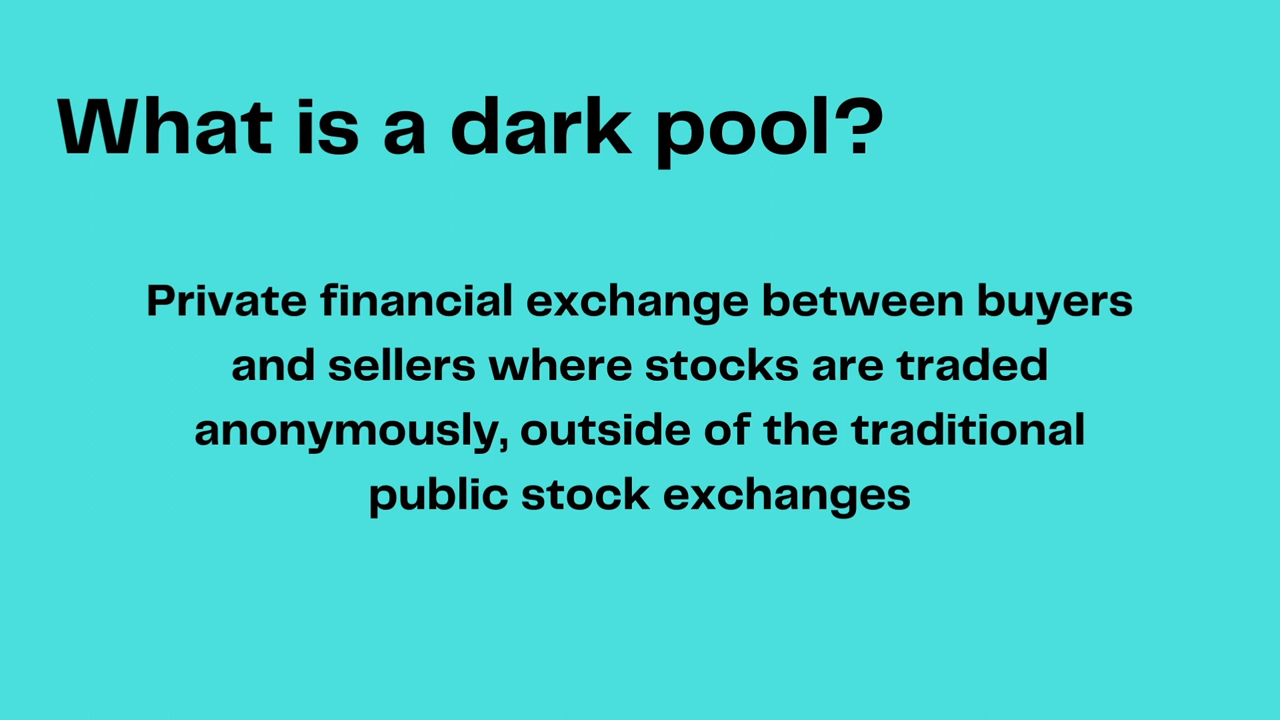 What is a dark pool?
Private financial exchange between buyers
and sellers where stocks are traded
anonymously, outside of the traditional
public stock exchanges